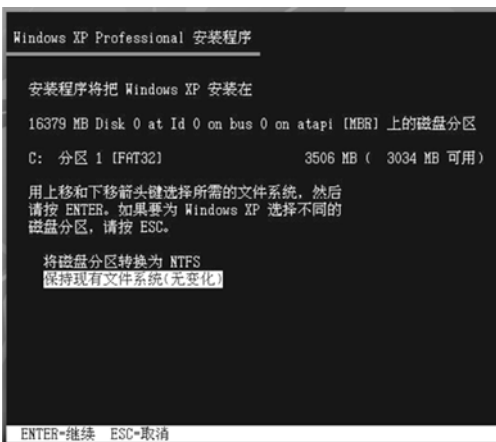 Windows XP Professional 安装程序
安装程序将把 Windows XP 安装在
16379 MB Disk 0 at Id 0 on bus 0 on atapi [MBR] 上的磁盘分区
C: 分区 1 [FAT32] 3506 MB ( 3034 MB 可用)
用上移和下移箭头键选择所需的文件系统，然后
请按 ENTER。如果要为 Windows XP 选择不同的
磁盘分区，请按 ESC。
将磁盘分区转换为 NTFS
保持现有文件系统(无变化)
ENTER=继续 ESC=取消